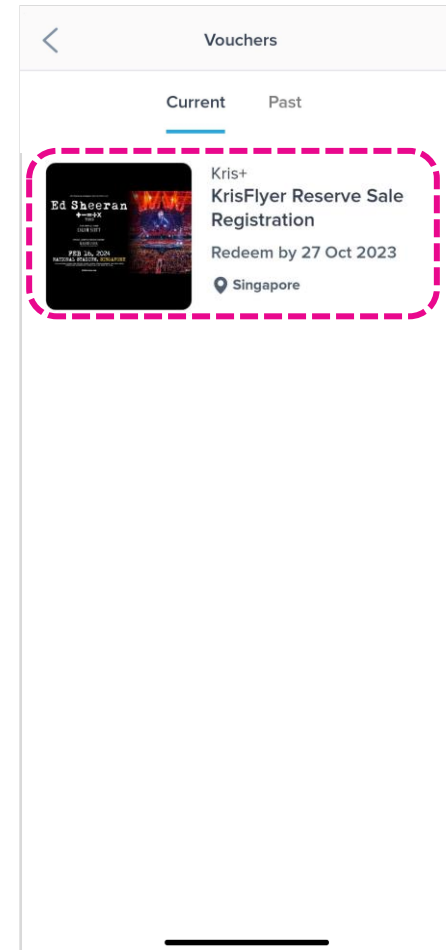 Vouchers
Current Past
Kris+
KrisFlyer Reserve Sale
Registration
Redeem by 27 Oct 2023
Singapore
Ed Sheeran
+–=÷×
TOUR
FEB 16, 2024
NATIONAL STADIUM, SINGAPORE